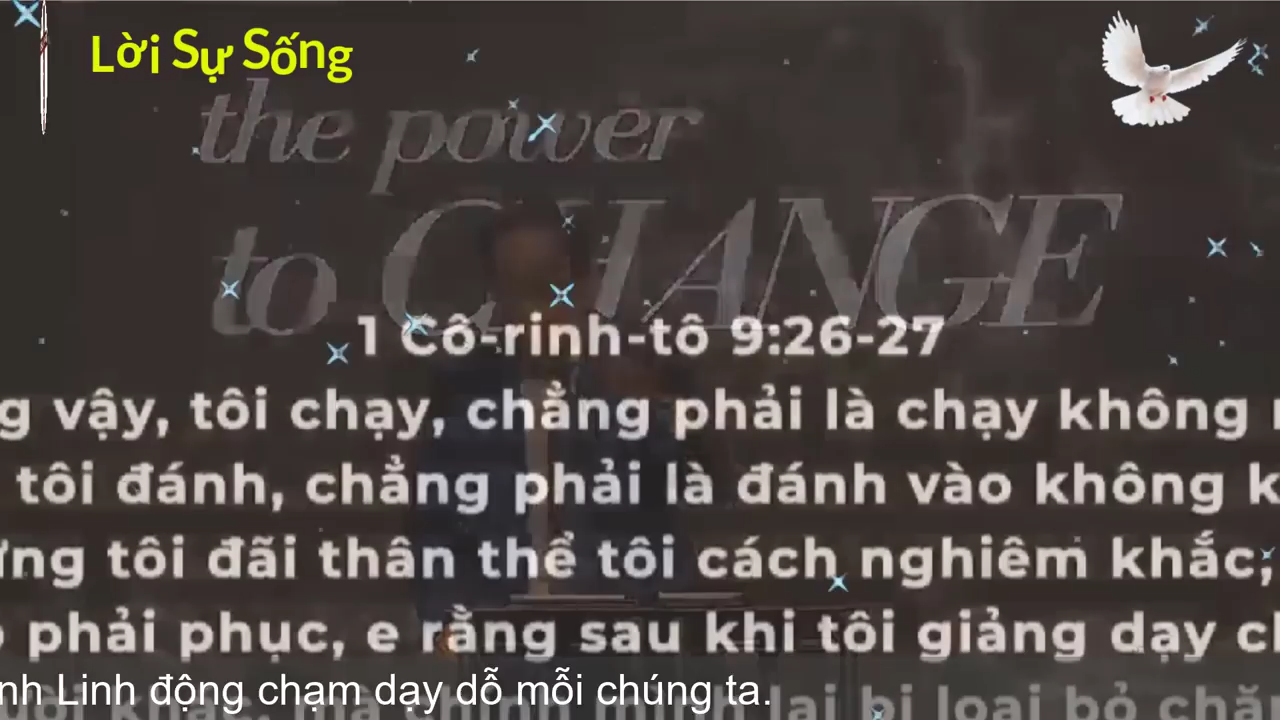 Lời Sự Sống
the power
to CHANGE
1 Cô-rinh-tô 9:26-27
g vậy, tôi chạy, chẳng phải là chạy không
tôi đánh, chẳng phải là đánh vào không k
ng tôi đãi thân thể tôi cách nghiêm khắc;
phải phục, e rằng sau khi tôi giảng dạy c
nh Linh động chạm dạy dỗ mỗi chúng ta.